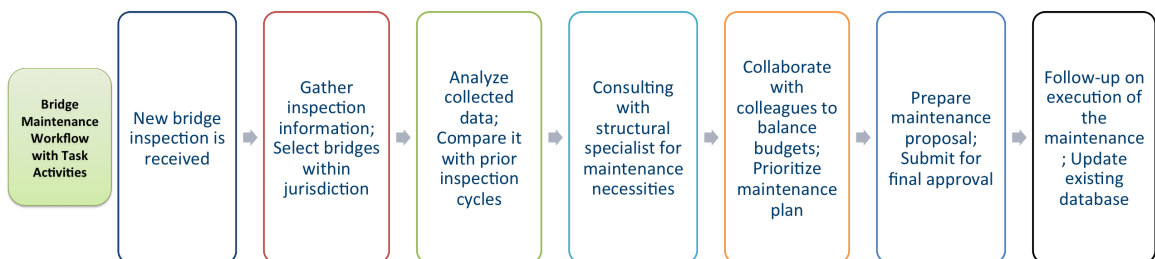 Bridge
Maintenance
Workflow
with Task
Activities
New bridge
inspection is
received
Gather
inspection
information;
Select bridges
within
jurisdiction
Analyze
collected
data;
Compare it
with prior
inspection
cycles
Consulting
with
structural
specialist for
maintenance
necessities
Collaborate
with
colleagues to
balance
budgets;
Prioritize
maintenance
plan
Prepare
maintenance
proposal;
Submit for
final approval
Follow-up on
execution of
the
maintenance
; Update
existing
database